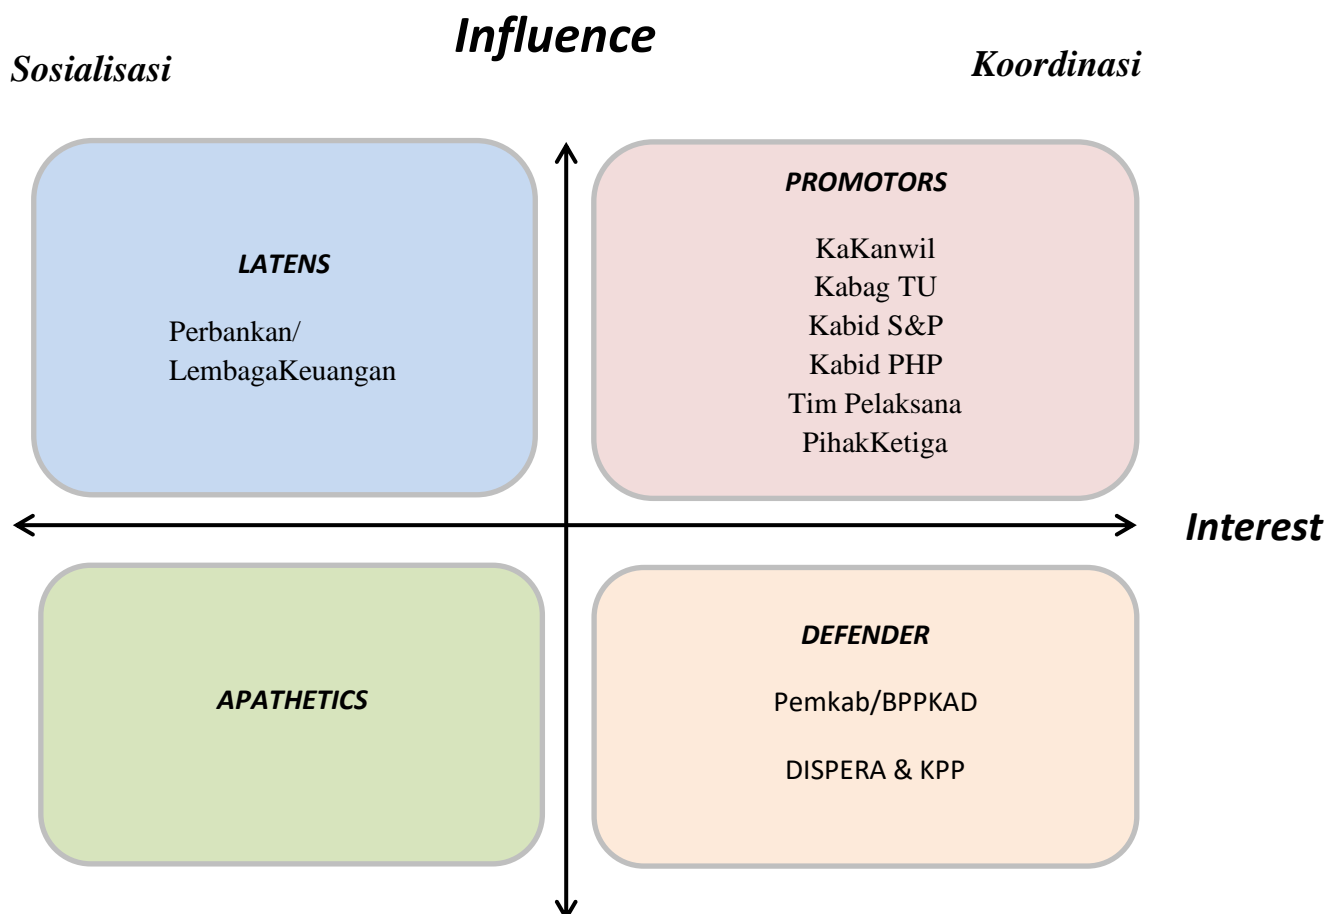 Influence
Sosialisasi
Koordinasi
LATENS
Perbankan/
LembagaKeuangan
PROMOTORS
KaKanwil
Kabag TU
Kabid S&P
Kabid PHP
Tim Pelaksana
PihakKetiga
Interest
APATHETICS
DEFENDER
Pemkab/BPPKAD
DISPERA & KPP